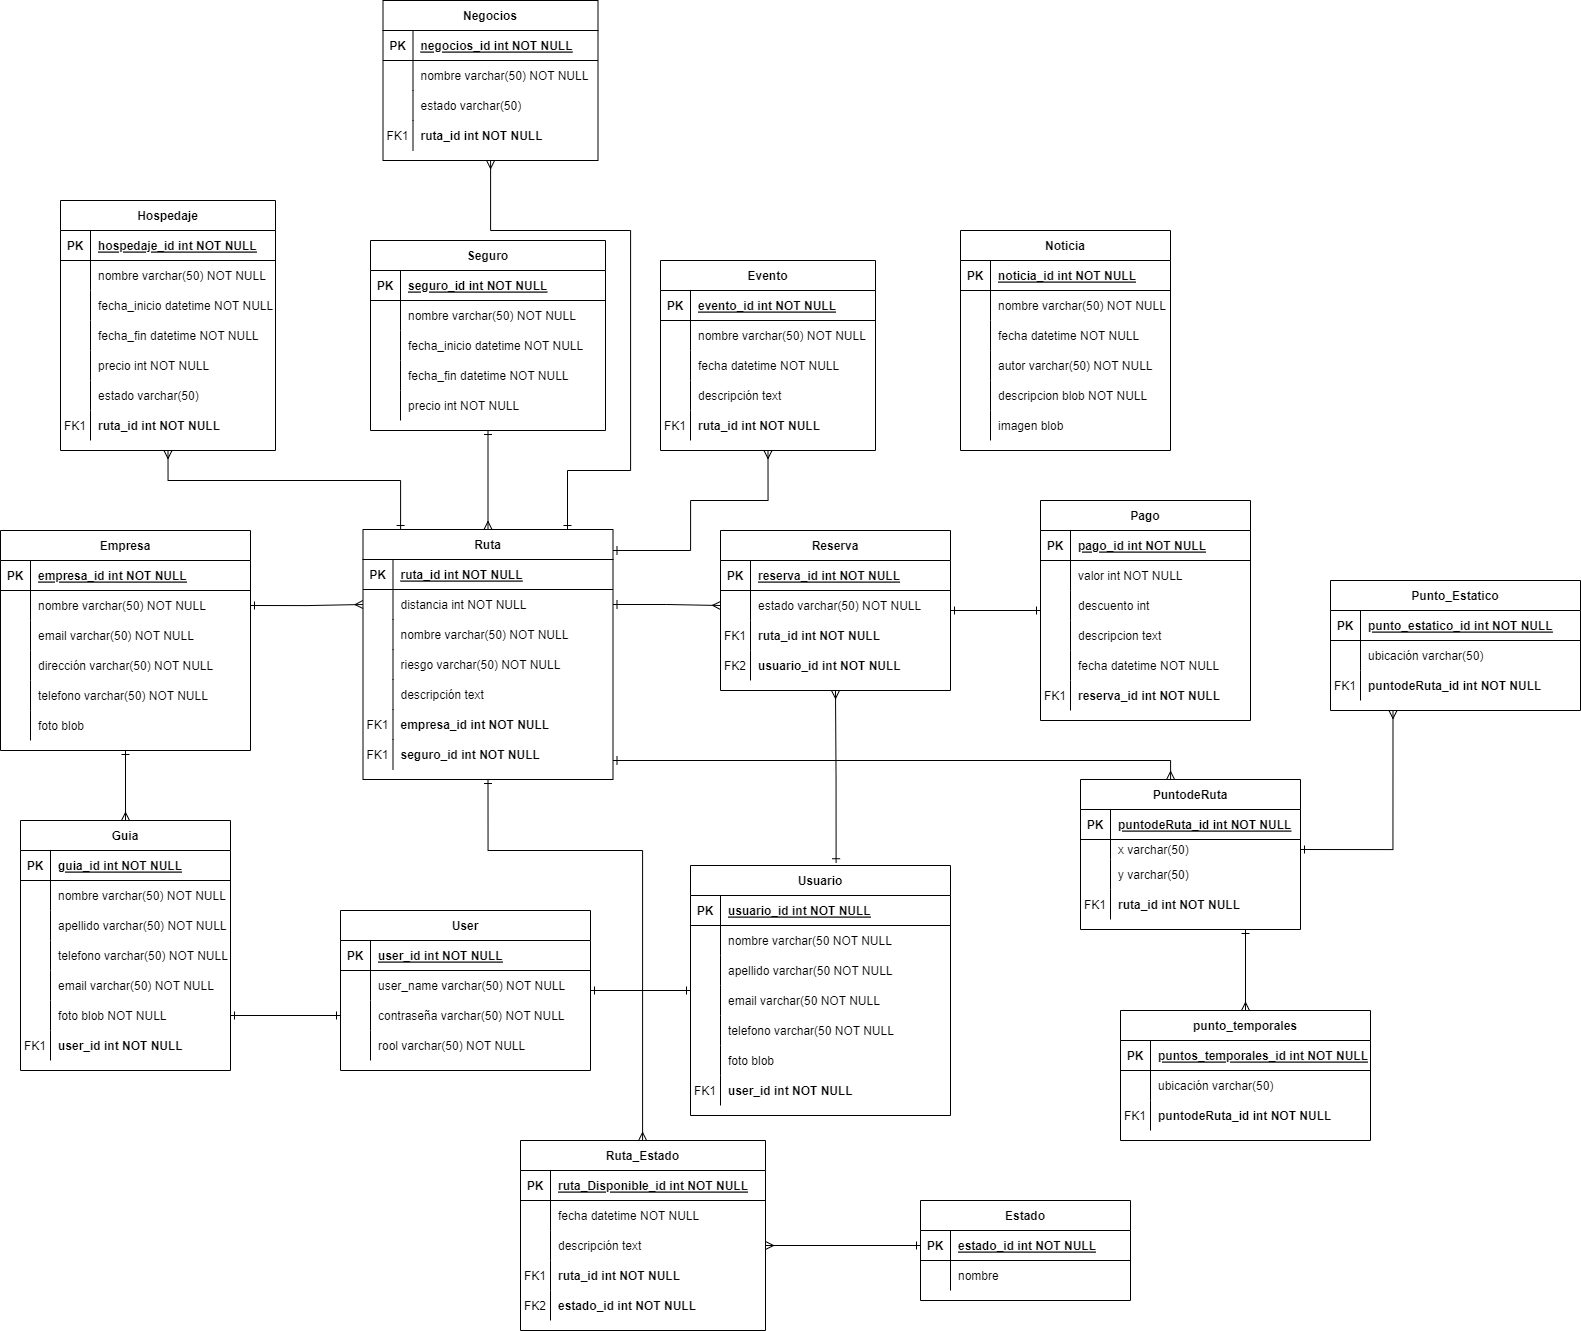 Negocios
PK negocios_id int NOT NULL
nombre varchar(50) NOT NULL
estado varchar(50)
FK1 ruta_id int NOT NULL
Hospedaje
PK hospedaje_id int NOT NULL
nombre varchar(50) NOT NULL
fecha_inicio datetime NOT NULL
fecha_fin datetime NOT NULL
precio int NOT NULL
estado varchar(50)
FK1 ruta_id int NOT NULL
Seguro
PK seguro_id int NOT NULL
nombre varchar(50) NOT NULL
fecha_inicio datetime NOT NULL
fecha_fin datetime NOT NULL
precio int NOT NULL
Evento
PK evento_id int NOT NULL
nombre varchar(50) NOT NULL
fecha datetime NOT NULL
descripción text
FK1 ruta_id int NOT NULL
Noticia
PK noticia_id int NOT NULL
nombre varchar(50) NOT NULL
fecha datetime NOT NULL
autor varchar(50) NOT NULL
descripcion blob NOT NULL
imagen blob
Empresa
PK empresa_id int NOT NULL
nombre varchar(50) NOT NULL
email varchar(50) NOT NULL
dirección varchar(50) NOT NULL
telefono varchar(50) NOT NULL
foto blob
Ruta
PK ruta_id int NOT NULL
distancia int NOT NULL
nombre varchar(50) NOT NULL
riesgo varchar(50) NOT NULL
descripción text
FK1 empresa_id int NOT NULL
FK1 seguro_id int NOT NULL
Reserva
PK reserva_id int NOT NULL
estado varchar(50) NOT NULL
FK1 ruta_id int NOT NULL
FK2 usuario_id int NOT NULL
Pago
PK pago_id int NOT NULL
valor int NOT NULL
descuento int
descripcion text
fecha datetime NOT NULL
FK1 reserva_id int NOT NULL
Punto_Estatico
PK punto_estatico_id int NOT NULL
ubicación varchar(50)
FK1 puntodeRuta_id int NOT NULL
PuntodeRuta
PK puntodeRuta_id int NOT NULL
x varchar(50)
y varchar(50)
FK1 ruta_id int NOT NULL
Guia
PK guia_id int NOT NULL
nombre varchar(50) NOT NULL
apellido varchar(50) NOT NULL
telefono varchar(50) NOT NULL
email varchar(50) NOT NULL
foto blob NOT NULL
FK1 user_id int NOT NULL
User
PK user_id int NOT NULL
user_name varchar(50) NOT NULL
contraseña varchar(50) NOT NULL
rool varchar(50) NOT NULL
Usuario
PK usuario_id int NOT NULL
nombre varchar(50 NOT NULL
apellido varchar(50 NOT NULL
email varchar(50 NOT NULL
telefono varchar(50 NOT NULL
foto blob
FK1 user_id int NOT NULL
punto_temporales
PK puntos_temporales_id int NOT NULL
ubicación varchar(50)
FK1 puntodeRuta_id int NOT NULL
Ruta_Estado
PK ruta_Disponible_id int NOT NULL
fecha datetime NOT NULL
descripción text
FK1 ruta_id int NOT NULL
FK2 estado_id int NOT NULL
Estado
PK estado_id int NOT NULL
nombre